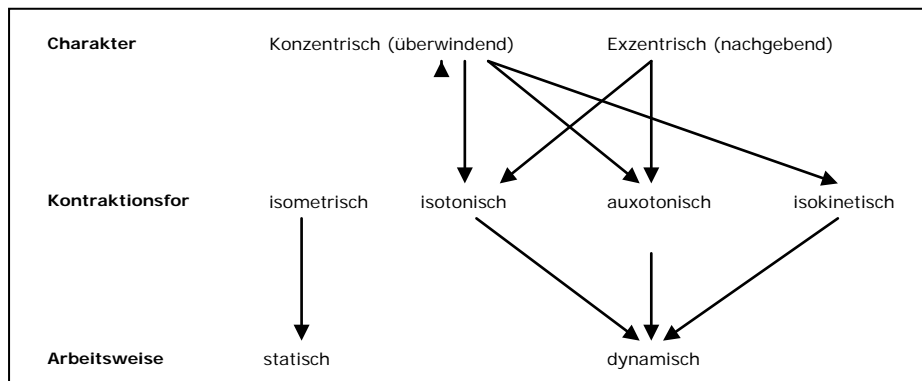 Charakter Konzentrisch (überwindend) Exzentrisch (nachgebend)
Kontraktionsfor isometrisch isotonisch auxotonisch isokinetisch
Arbeitsweise statisch dynamisch